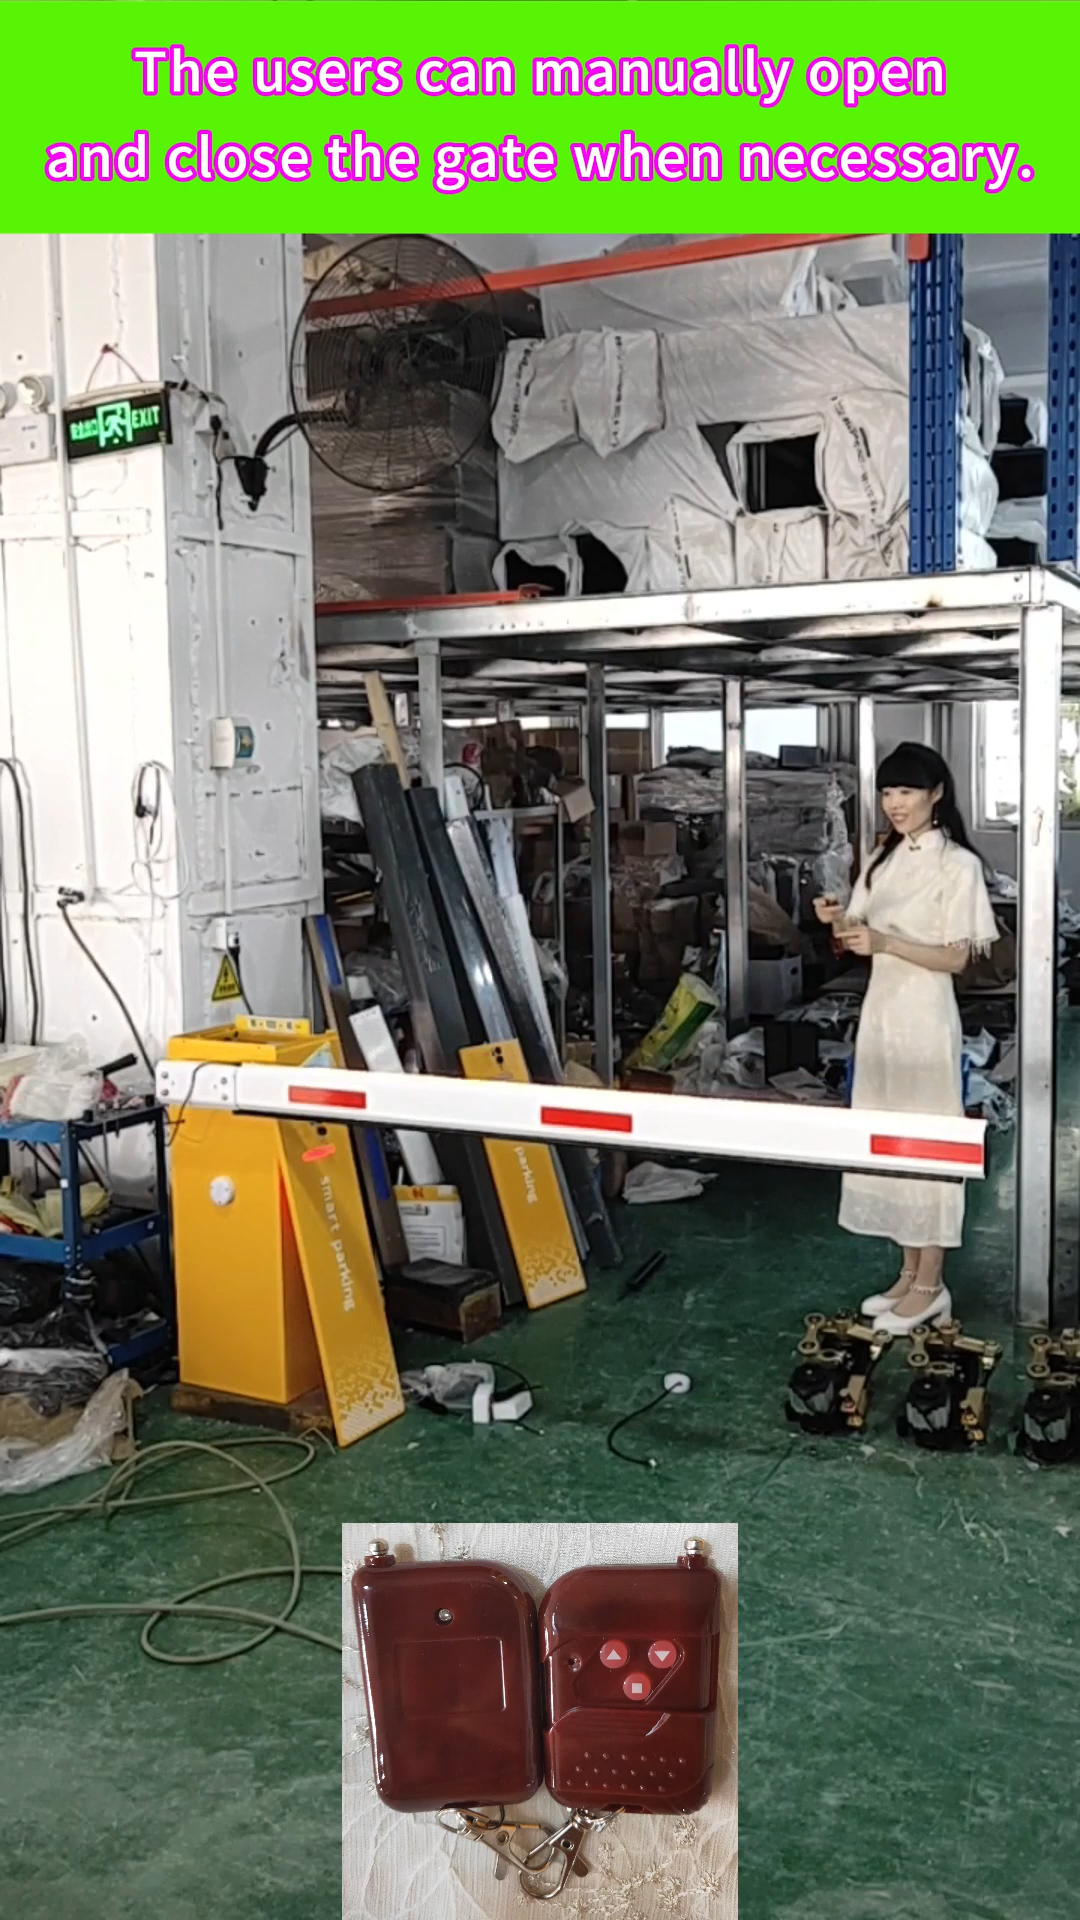 The users can manually open
and close the gate when necessary.
EXIT
parking
smart parking